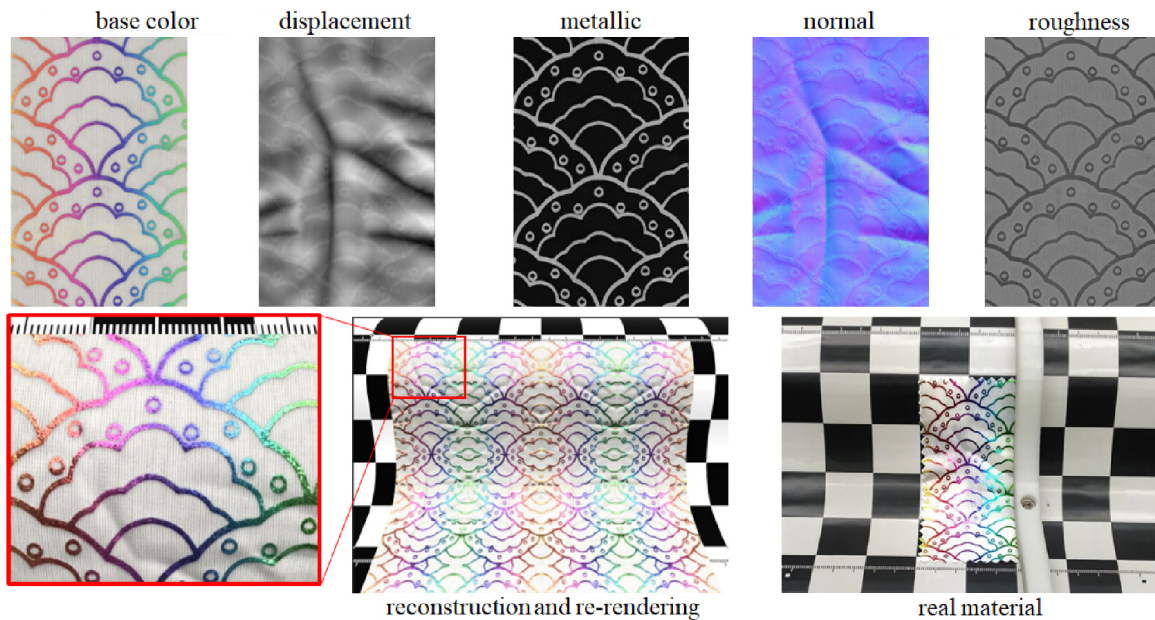 base color
displacement
metallic
normal
roughness
reconstruction and re-rendering
real material